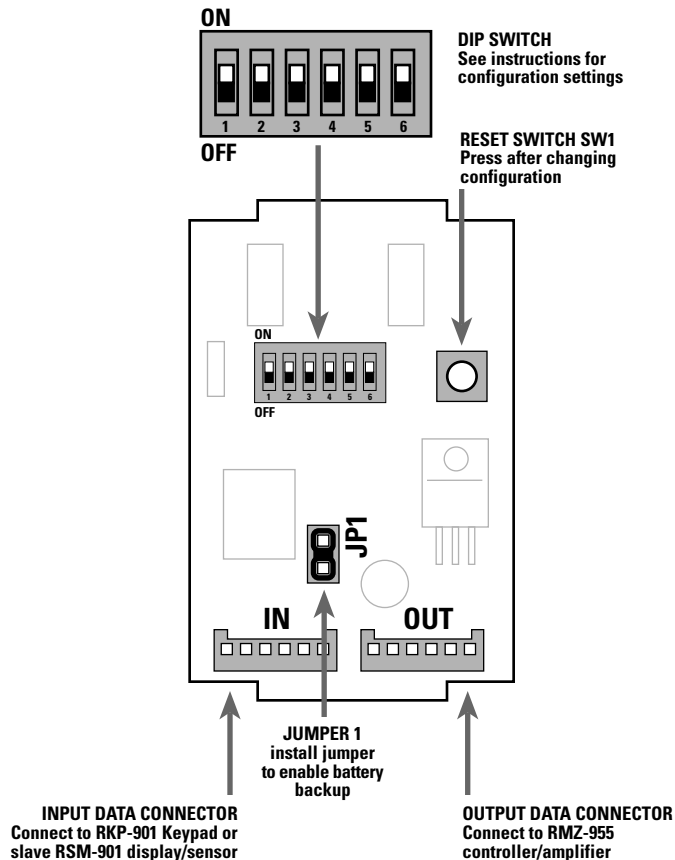 ON
1 2 3 4 5 6
OFF
DIP SWITCH
See instructions for
configuration settings
RESET SWITCH SW1
Press after changing
configuration
ON
1 2 3 4 5 6
OFF
JP1
IN
OUT
JUMPER 1
install jumper
to enable battery
backup
INPUT DATA CONNECTOR
Connect to RKP-901 Keypad or
slave RSM-901 display/sensor
OUTPUT DATA CONNECTOR
Connect to RMZ-955
controller/amplifier